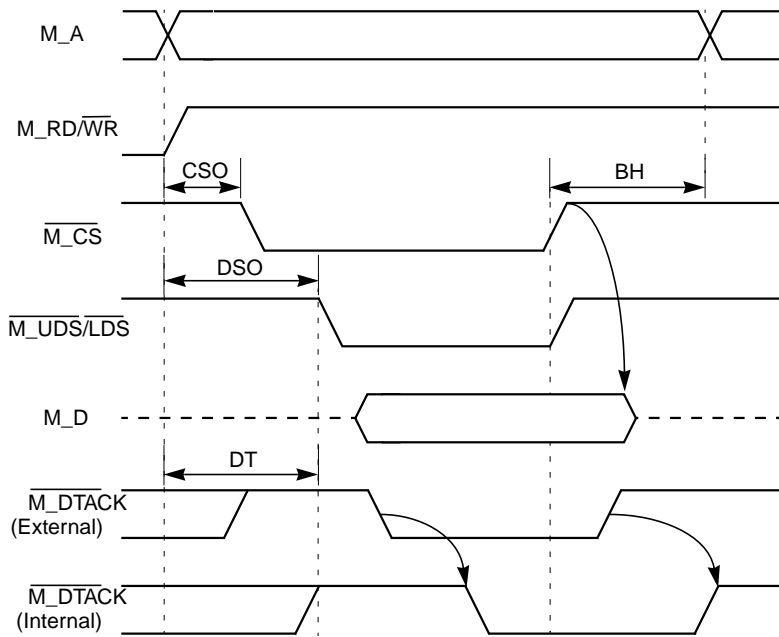 M_A
M_RD/WR
CSO
BH
M_CS
DSO
M_UDS/LDS
M_D
DT
M_DTACK
(External)
M_DTACK
(Internal)